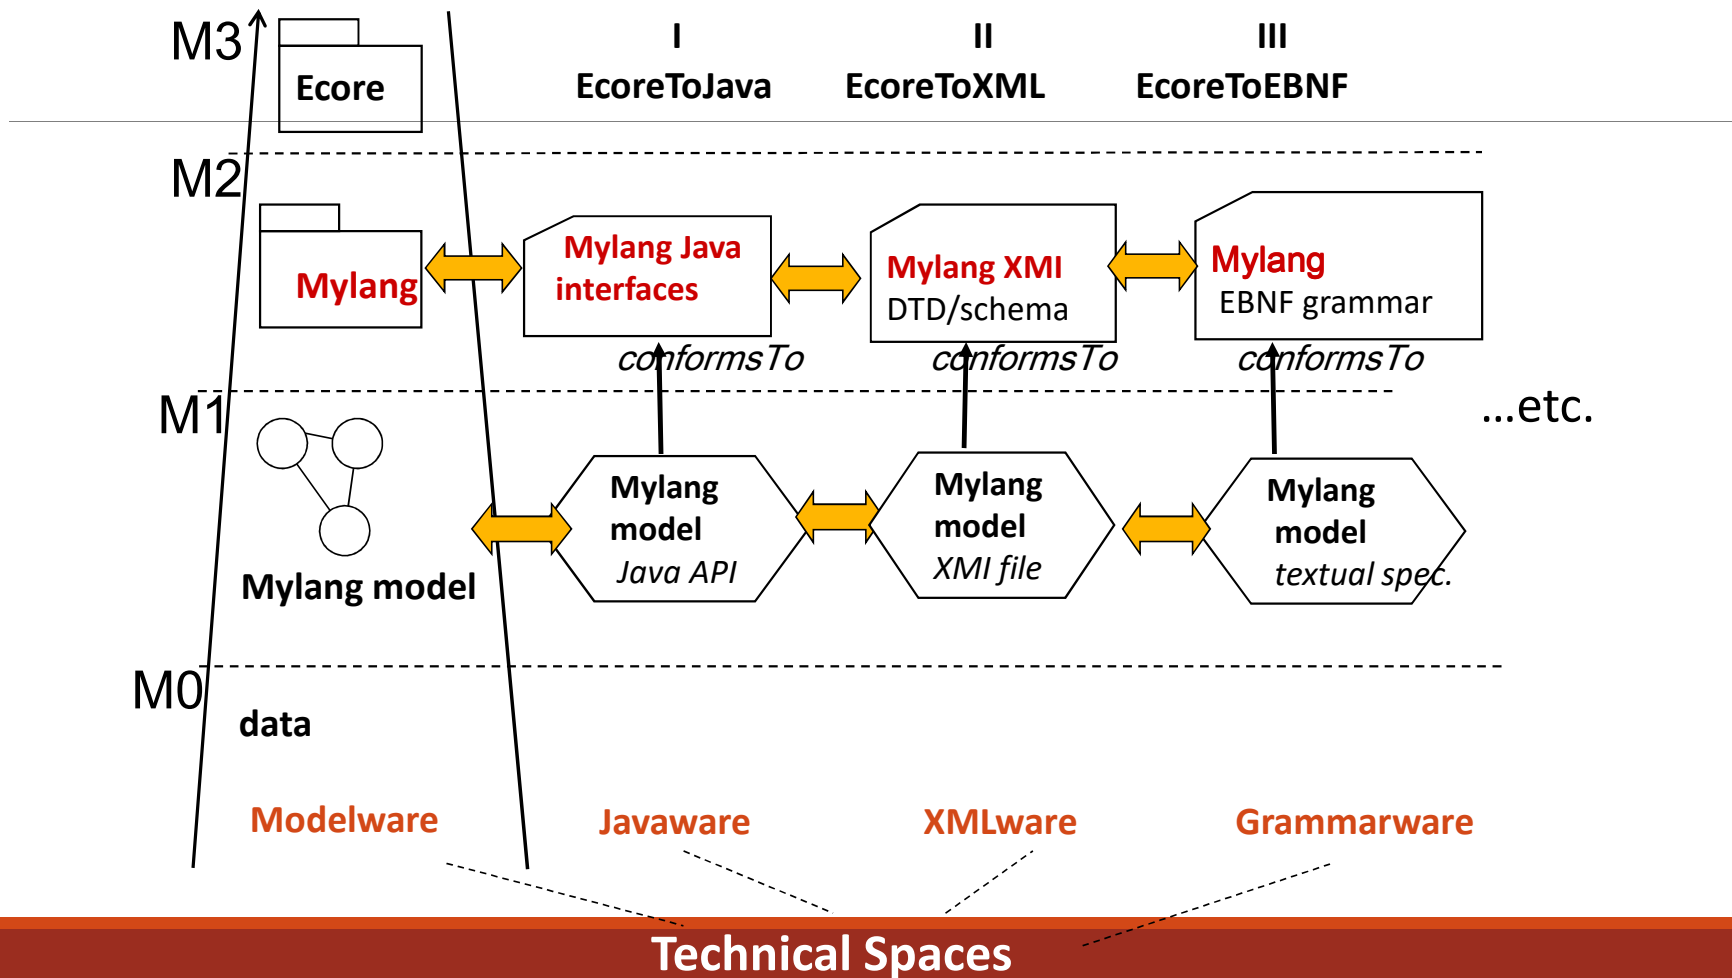 M3
Ecore
I
EcoreToJava
II
EcoreToXML
III
EcoreToEBNF
M2
Mylang
Mylang Java
interfaces
Mylang XMI
DTD/schema
Mylang
EBNF grammar
conformsTo
conformsTo
conformsTo
M1
...etc.
Mylang model
Mylang
model
Java API
Mylang
model
XMI file
Mylang
model
textual spec.
M0
data
Modelware
Javaware
XMLware
Grammarware
Technical Spaces